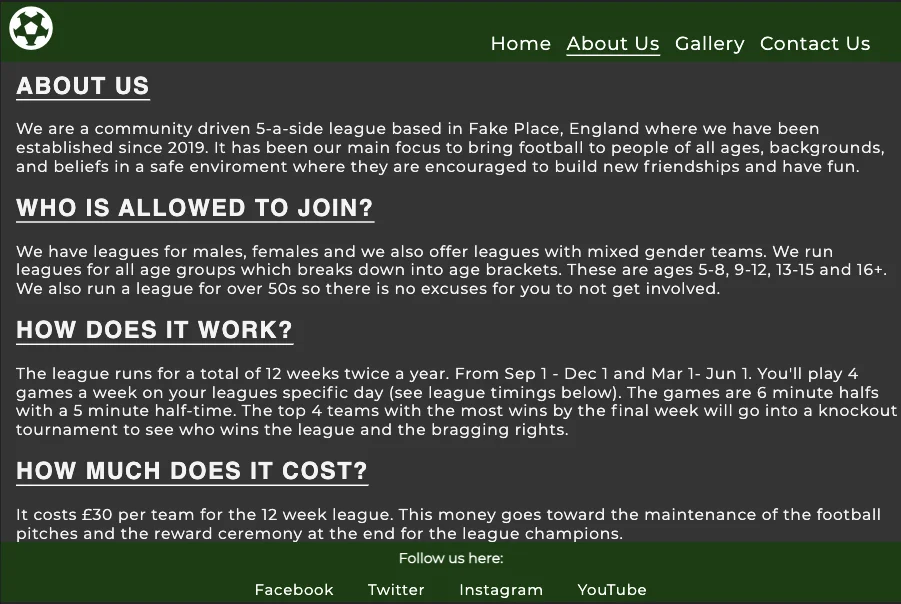 Home About Us Gallery Contact Us
ABOUT US
We are a community driven 5-a-side league based in Fake Place, England where we have been
established since 2019. It has been our main focus to bring football to people of all ages, backgrounds,
and beliefs in a safe enviroment where they are encouraged to build new friendships and have fun.
WHO IS ALLOWED TO JOIN?
We have leagues for males, females and we also offer leagues with mixed gender teams. We run
leagues for all age groups which breaks down into age brackets. These are ages 5-8, 9-12, 13-15 and 16+.
We also run a league for over 50s so there is no excuses for you to not get involved.
HOW DOES IT WORK?
The league runs for a total of 12 weeks twice a year. From Sep 1 - Dec 1 and Mar 1- Jun 1. You'll play 4
games a week on your leagues specific day (see league timings below). The games are 6 minute halfs
with a 5 minute half-time. The top 4 teams with the most wins by the final week will go into a knockout
tournament to see who wins the league and the bragging rights.
HOW MUCH DOES IT COST?
It costs £30 per team for the 12 week league. This money goes toward the maintenance of the football
pitches and the reward ceremony at the end for the league champions.
Follow us here:
Facebook Twitter Instagram YouTube